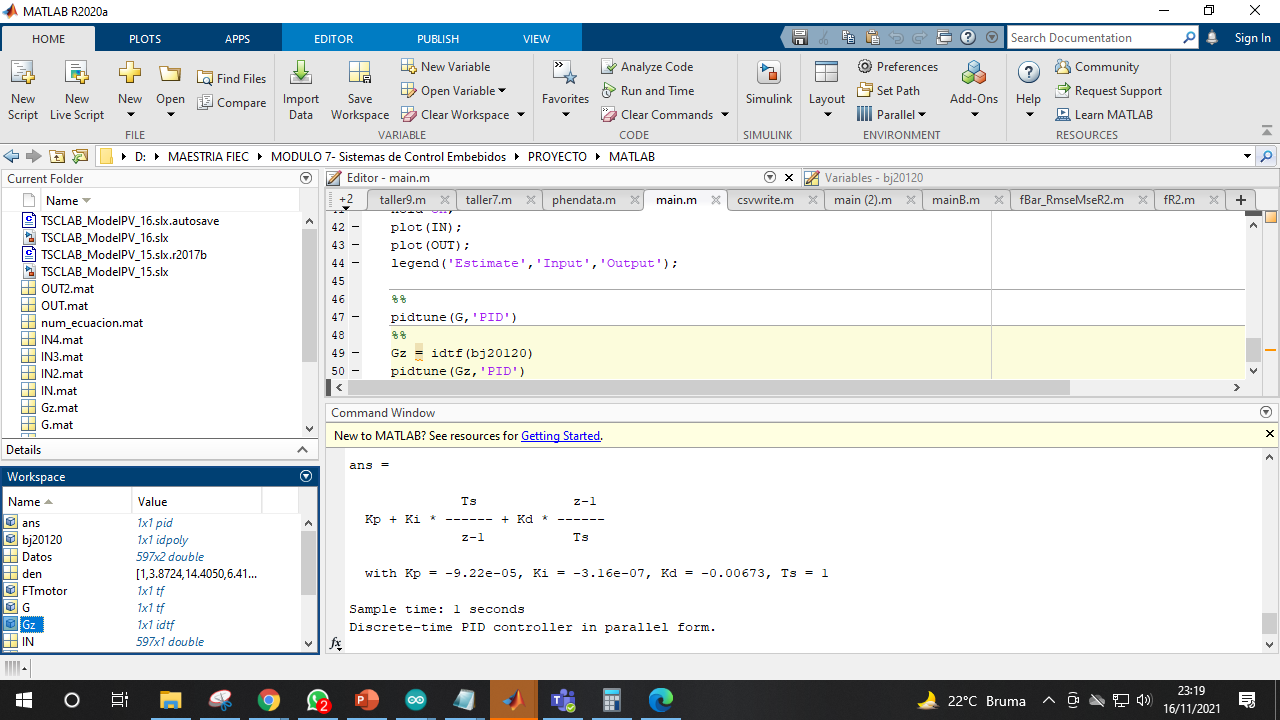 MATLAB R2020a
HOME PLOTS APPS EDITOR PUBLISH VIEW Search Documentation Sign In
New Script
New Live Script
New
Open
Find Files
Compare
Import Data
Save Workspace
New Variable
Open Variable
Clear Workspace
Favorites
Analyze Code
Run and Time
Clear Commands
Simulink
Layout
Preferences
Set Path
Parallel
Add-Ons
Help
Community
Request Support
Learn MATLAB
FILE VARIABLE CODE SIMULINK ENVIRONMENT RESOURCES
D: MAESTRIA FIEC MODULO 7- Sistemas de Control Embebidos PROYECTO MATLAB
Current Folder
Name
TSCLAB_ModelPV_16.slx.autosave
TSCLAB_ModelPV_16.slx
TSCLAB_ModelPV_15.slx.r2017b
TSCLAB_ModelPV_15.slx
OUT2.mat
OUT.mat
num_ecuacion.mat
IN4.mat
IN3.mat
IN2.mat
IN.mat
Gz.mat
G.mat
Details
Workspace
Name Value
ans 1x1 pid
bj20120 1x1 idpoly
Datos 597x2 double
den [1,3.8724,14.4050,6.41...
FTmotor 1x1 tf
G 1x1 tf
Gz 1x1 idtf
IN 597x1 double
Editor - main.m
Variables - bj20120
+2 taller9.m taller7.m phendata.m main.m csvwrite.m main (2).m mainB.m fBar_RmseMseR2.m fR2.m
42 – plot(IN);
43 – plot(OUT);
44 – legend('Estimate','Input','Output');
45
46 %%
47 – pidtune(G,'PID')
48 %%
49 – Gz = idtf(bj20120)
50 – pidtune(Gz,'PID')
Command Window
New to MATLAB? See resources for Getting Started.
ans =
Ts z-1
Kp + Ki * ------ + Kd * ------
z-1 Ts
with Kp = -9.22e-05, Ki = -3.16e-07, Kd = -0.00673, Ts = 1
Sample time: 1 seconds
Discrete-time PID controller in parallel form.
fx
2
22°C Bruma
23:19
16/11/2021